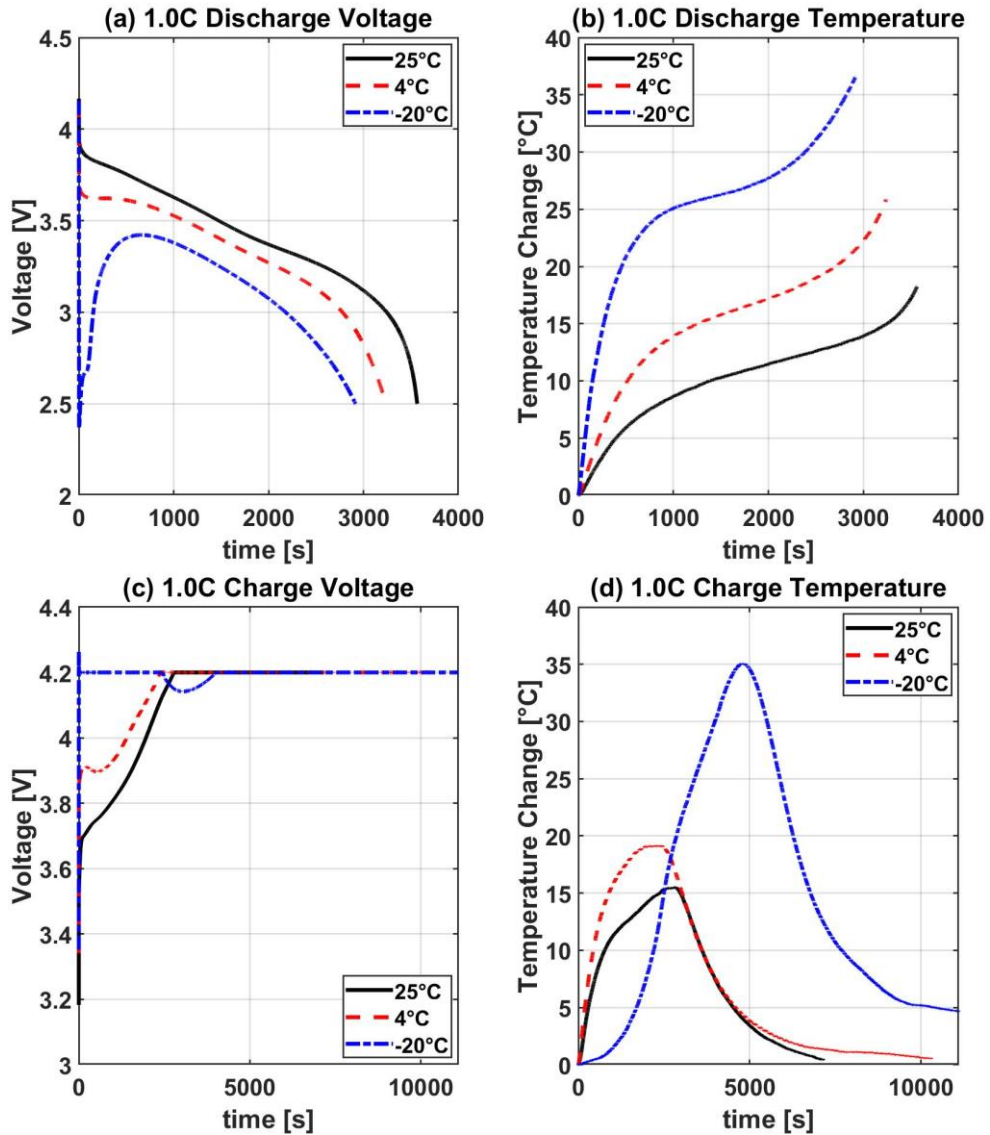 (a) 1.0C Discharge Voltage
4.5
4
3.5
3
2.5
2
Voltage [V]
25°C
4°C
-20°C
0
1000
2000
3000
4000
time [s]
(b) 1.0C Discharge Temperature
40
35
30
25
20
15
10
5
0
Temperature Change [°C]
25°C
4°C
-20°C
0
1000
2000
3000
4000
time [s]
(c) 1.0C Charge Voltage
4.4
4.2
4
3.8
3.6
3.4
3.2
3
Voltage [V]
25°C
4°C
-20°C
0
5000
10000
time [s]
(d) 1.0C Charge Temperature
40
35
30
25
20
15
10
5
0
Temperature Change [°C]
25°C
4°C
-20°C
0
5000
10000
time [s]